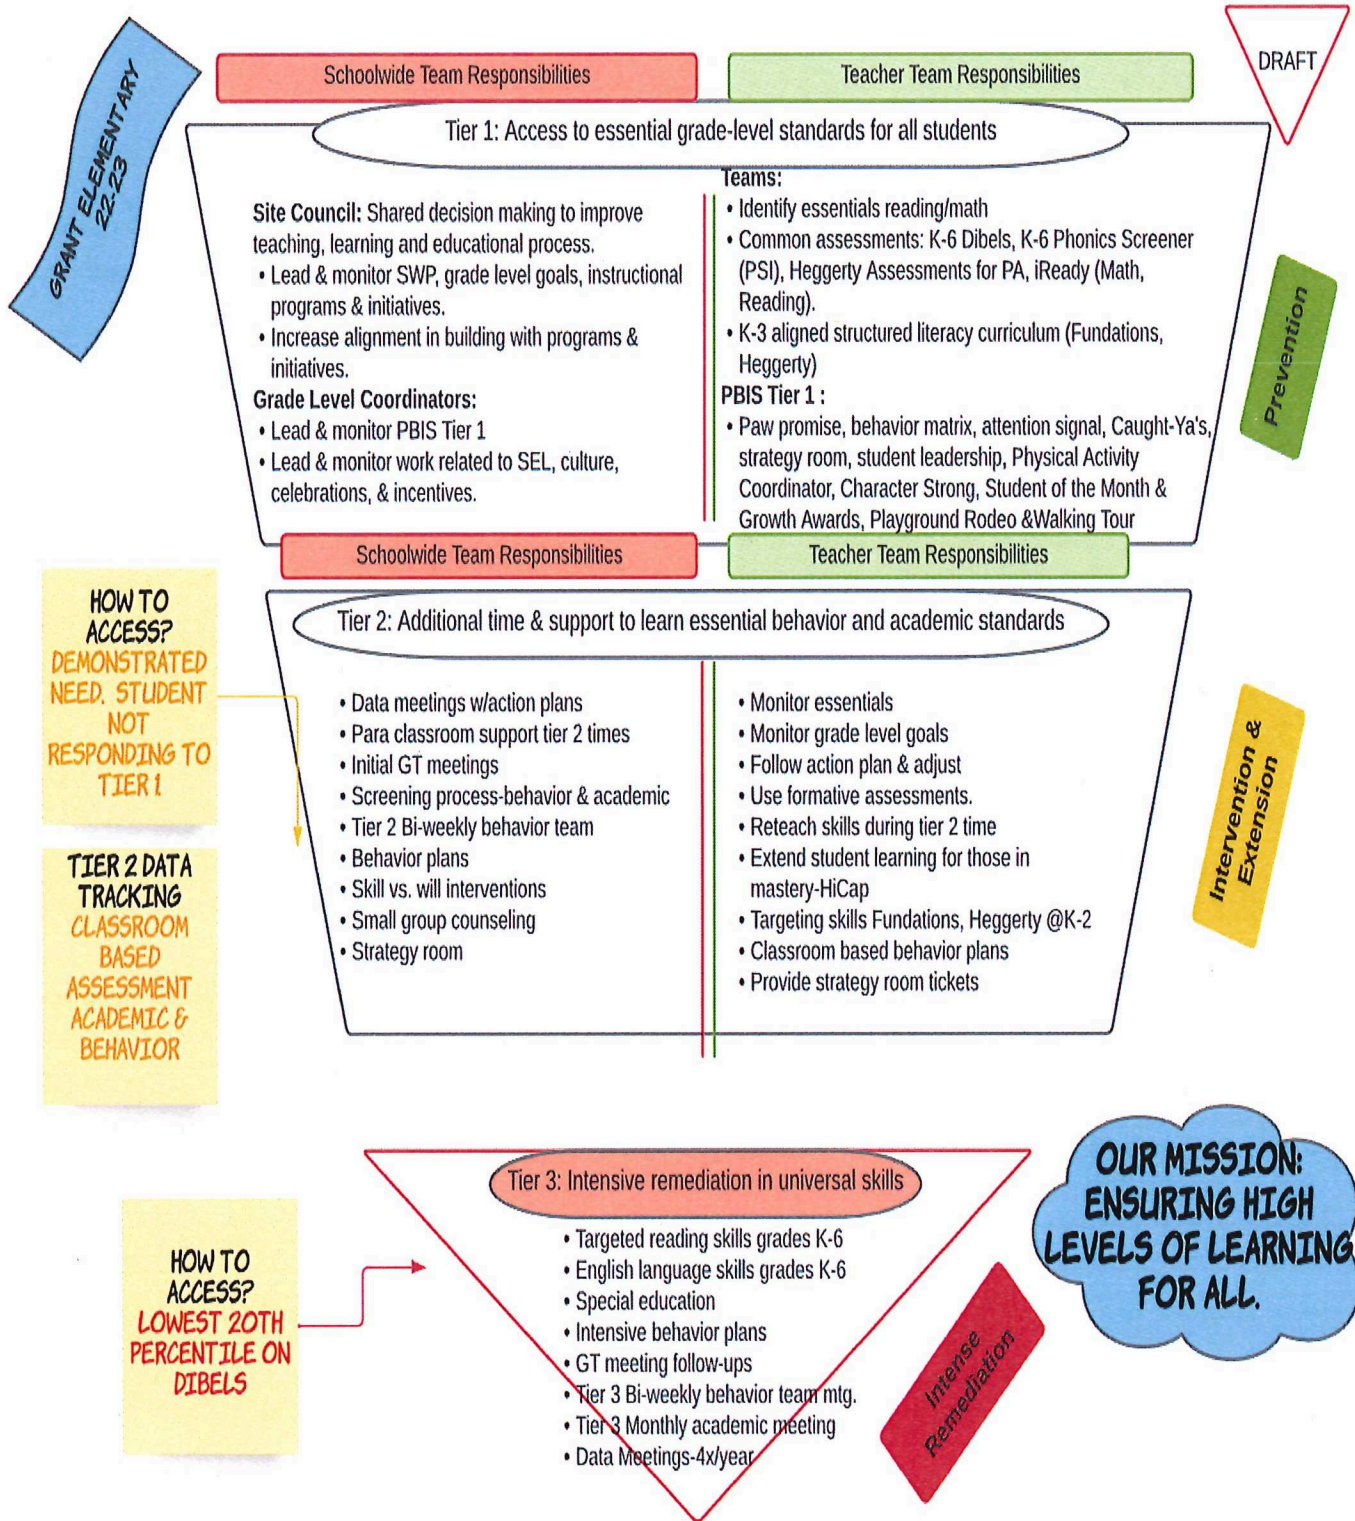 GRANT ELEMENTARY
22-23
DRAFT
Schoolwide Team Responsibilities
Teacher Team Responsibilities
Tier 1: Access to essential grade-level standards for all students
Site Council: Shared decision making to improve
teaching, learning and educational process.
• Lead & monitor SWP, grade level goals, instructional
programs & initiatives.
• Increase alignment in building with programs &
initiatives.
Grade Level Coordinators:
• Lead & monitor PBIS Tier 1
• Lead & monitor work related to SEL, culture,
celebrations, & incentives.
Teams:
• Identify essentials reading/math
• Common assessments: K-6 Dibels, K-6 Phonics Screener
(PSI), Heggerty Assessments for PA, iReady (Math,
Reading).
• K-3 aligned structured literacy curriculum (Fundations,
Heggerty)
PBIS Tier 1 :
• Paw promise, behavior matrix, attention signal, Caught-Ya's,
strategy room, student leadership, Physical Activity
Coordinator, Character Strong, Student of the Month &
Growth Awards, Playground Rodeo &Walking Tour
Prevention
Schoolwide Team Responsibilities
Teacher Team Responsibilities
Tier 2: Additional time & support to learn essential behavior and academic standards
HOW TO
ACCESS?
DEMONSTRATED
NEED. STUDENT
NOT
RESPONDING TO
TIER 1
TIER 2 DATA
TRACKING
CLASSROOM
BASED
ASSESSMENT
ACADEMIC &
BEHAVIOR
• Data meetings w/action plans
• Para classroom support tier 2 times
• Initial GT meetings
• Screening process-behavior & academic
• Tier 2 Bi-weekly behavior team
• Behavior plans
• Skill vs. will interventions
• Small group counseling
• Strategy room
• Monitor essentials
• Monitor grade level goals
• Follow action plan & adjust
• Use formative assessments.
• Reteach skills during tier 2 time
• Extend student learning for those in
mastery-HiCap
• Targeting skills Fundations, Heggerty @K-2
• Classroom based behavior plans
• Provide strategy room tickets
Intervention &
Extension
Tier 3: Intensive remediation in universal skills
HOW TO
ACCESS?
LOWEST 20TH
PERCENTILE ON
DIBELS
• Targeted reading skills grades K-6
• English language skills grades K-6
• Special education
• Intensive behavior plans
• GT meeting follow-ups
• Tier 3 Bi-weekly behavior team mtg.
• Tier 3 Monthly academic meeting
• Data Meetings-4x/year
Intense
Remediation
OUR MISSION:
ENSURING HIGH
LEVELS OF LEARNING
FOR ALL.